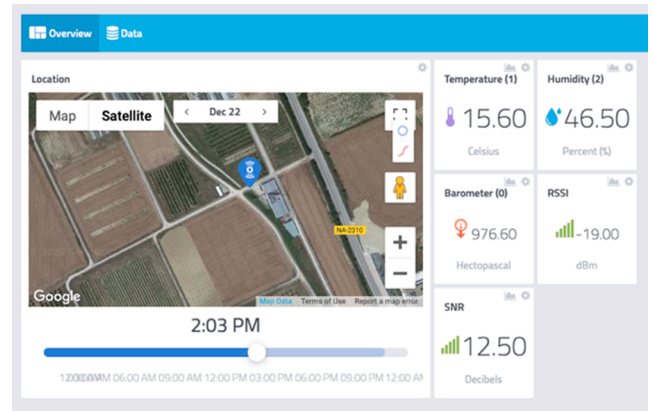 Overview Data
Location
Map Satellite
Dec 22
NA-2310
Google
Map Data Terms of Use Report a map error
2:03 PM
06:00 AM 09:00 AM 12:00 PM 03:00 PM 06:00 PM 09:00 PM 12:00
Temperature (1)
15.60
Celsius
Humidity (2)
46.50
Percent (%)
Barometer (0)
976.60
Hectopascal
RSSI
-19.00
dBm
SNR
12.50
Decibels